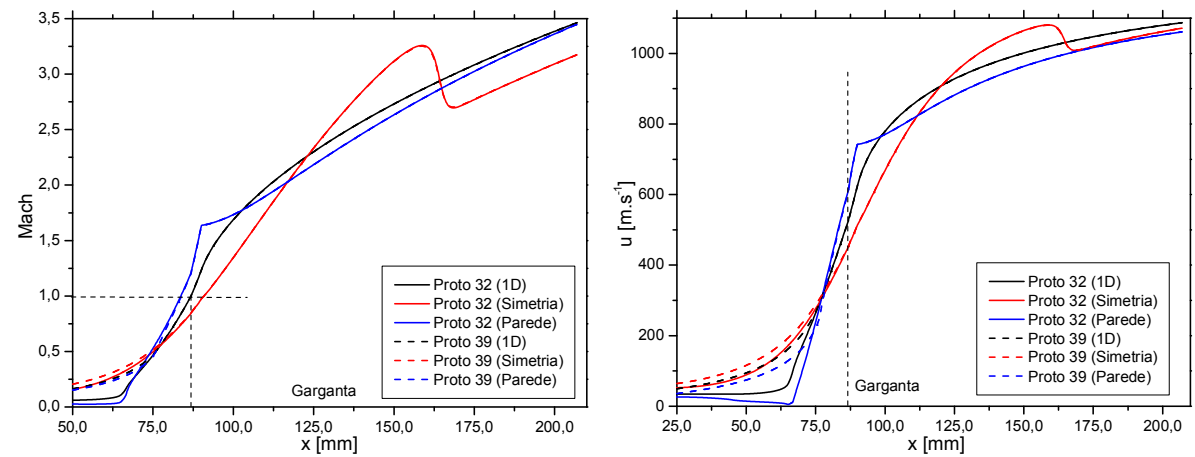 3,5
3,0
2,5
2,0
1,5
1,0
0,5
0,0
Mach
50,0 75,0 100,0 125,0 150,0 175,0 200,0
x [mm]
Garganta
Proto 32 (1D)
Proto 32 (Simetria)
Proto 32 (Parede)
Proto 39 (1D)
Proto 39 (Simetria)
Proto 39 (Parede)
1000
800
600
400
200
0
u [m.s-1]
25,0 50,0 75,0 100,0 125,0 150,0 175,0 200,0
x [mm]
Garganta
Proto 32 (1D)
Proto 32 (Simetria)
Proto 32 (Parede)
Proto 39 (1D)
Proto 39 (Simetria)
Proto 39 (Parede)